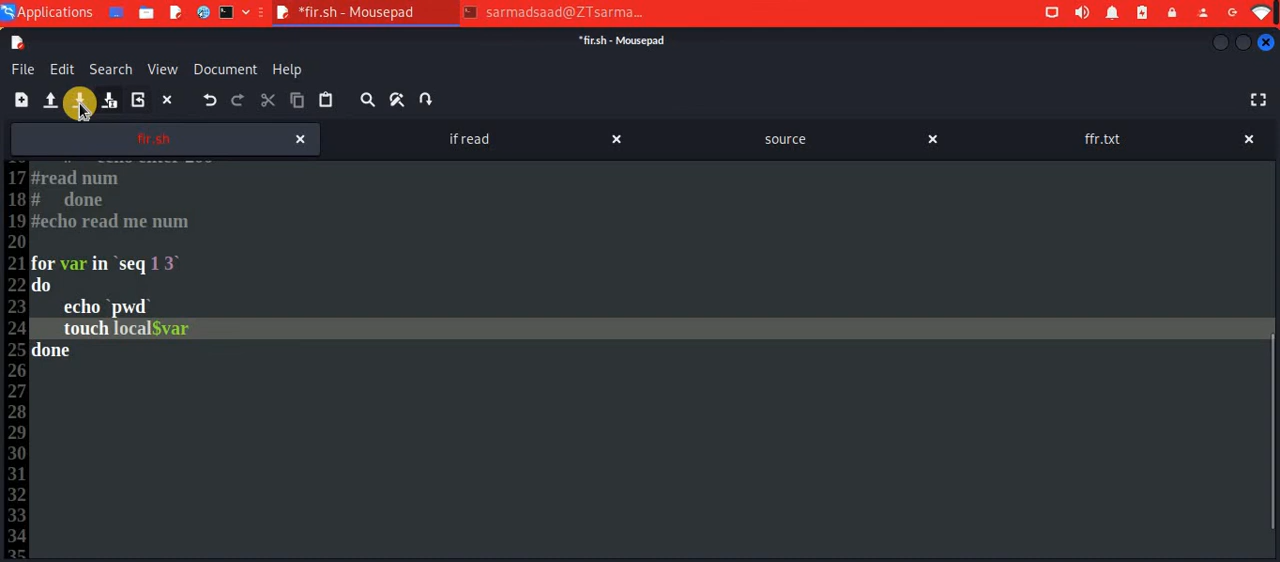 Applications *fir.sh - Mousepad sarmadsaad@ZTsarma...
*fir.sh - Mousepad
File Edit Search View Document Help
fir.sh if read source ffr.txt
17 #read num
18 # done
19 #echo read me num
20
21 for var in `seq 1 3`
22 do
23 echo `pwd`
24 touch local$var
25 done
26
27
28
29
30
31
32
33
34
35